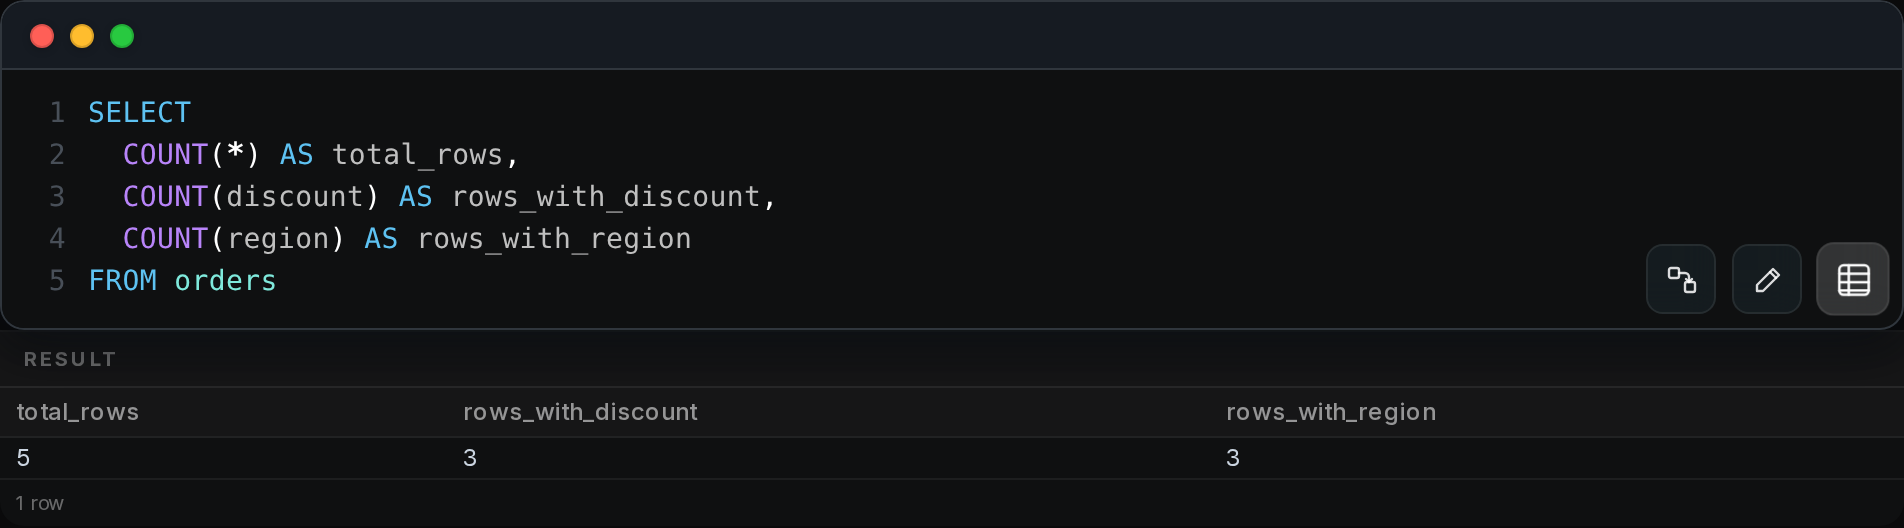 1 SELECT
2   COUNT(*) AS total_rows,
3   COUNT(discount) AS rows_with_discount,
4   COUNT(region) AS rows_with_region
5 FROM orders
RESULT
total_rows rows_with_discount rows_with_region
5 3 3
1 row